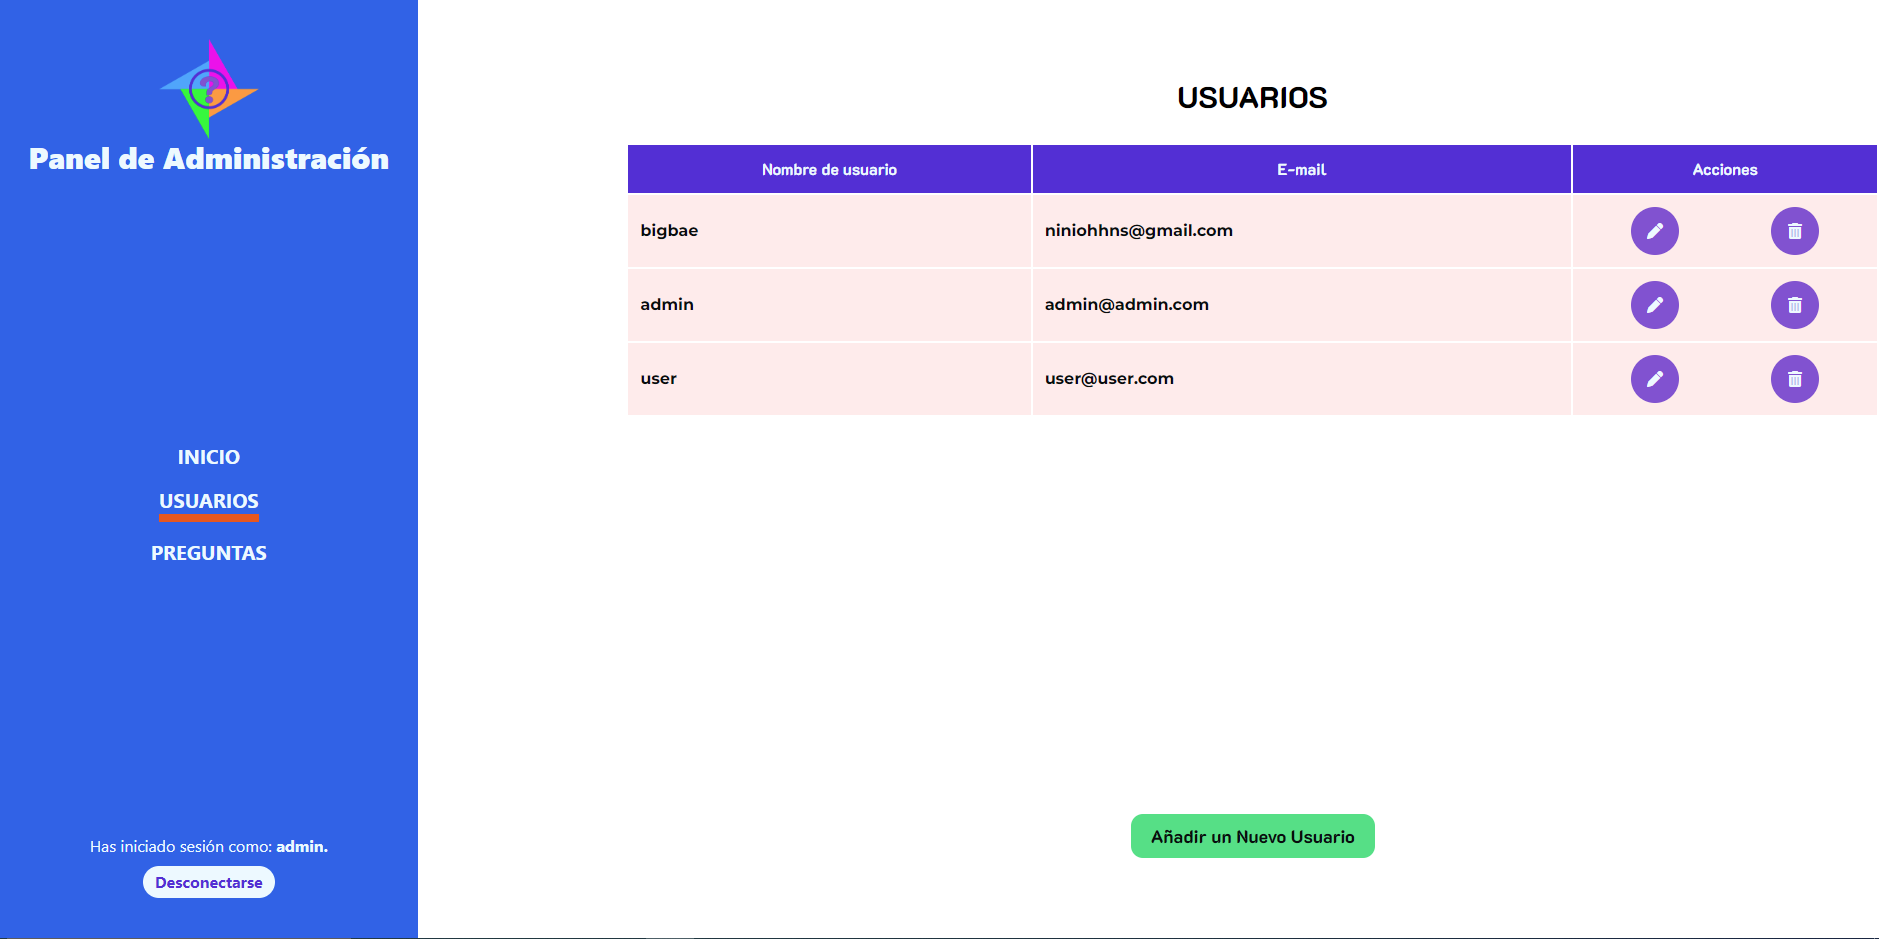 ?
Panel de Administración
INICIO
USUARIOS
PREGUNTAS
Has iniciado sesión como: admin.
Desconectarse
USUARIOS
Nombre de usuario E-mail Acciones
bigbae niniohhns@gmail.com
admin admin@admin.com
user user@user.com
Añadir un Nuevo Usuario